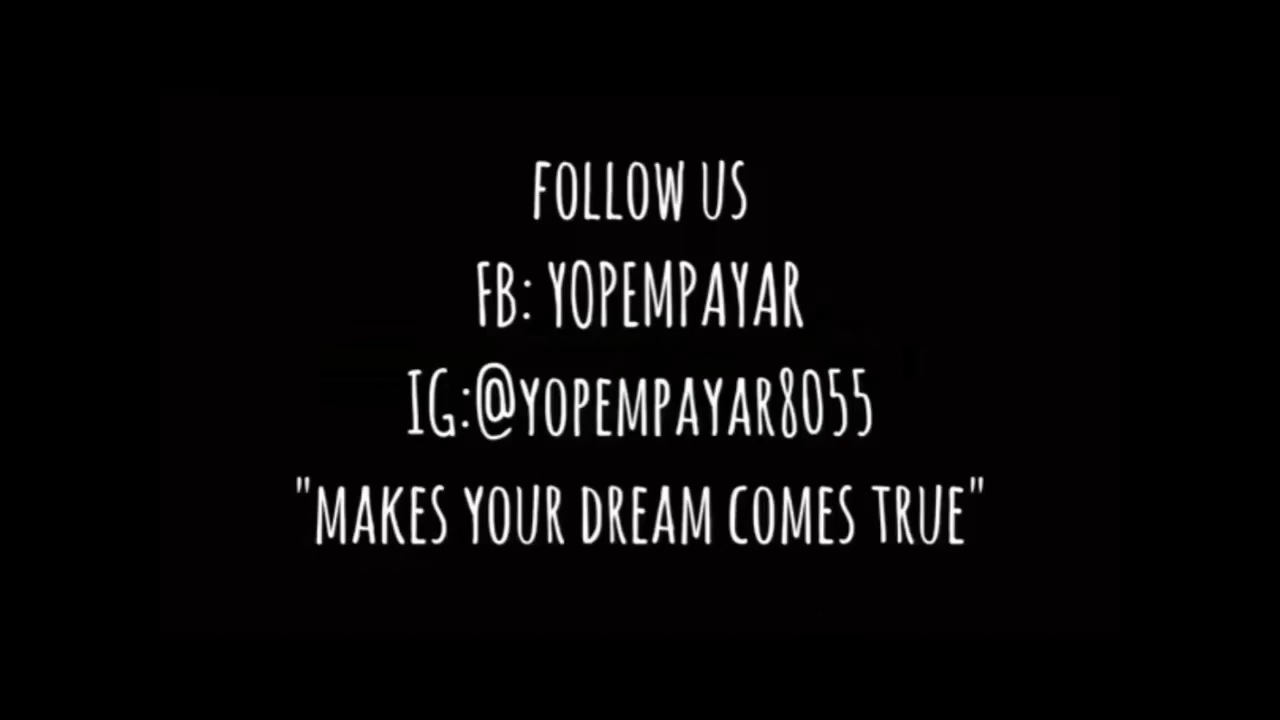 FOLLOW US
FB: YOPEMPAYAR
IG:@YOPEMPAYAR8055
"MAKES YOUR DREAM COMES TRUE"